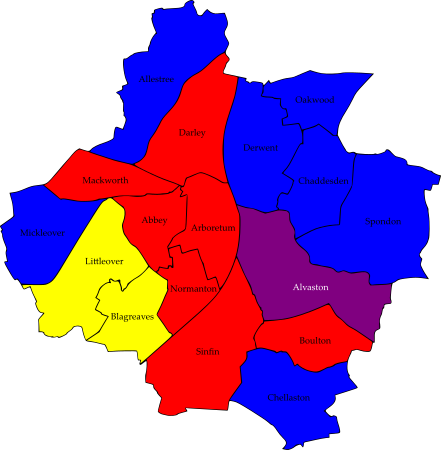 Allestree
Oakwood
Darley
Derwent
Chaddesden
Mackworth
Spondon
Abbey
Arboretum
Mickleover
Littleover
Normanton
Alvaston
Blagreaves
Boulton
Sinfin
Chellaston